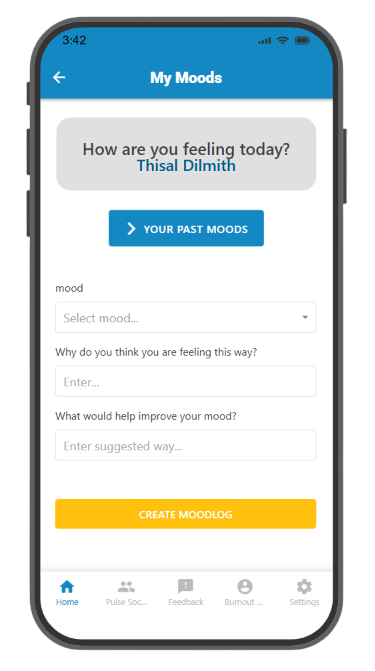 3:42
My Moods
How are you feeling today?
Thisal Dilmith
YOUR PAST MOODS
mood
Select mood...
Why do you think you are feeling this way?
Enter...
What would help improve your mood?
Enter suggested way...
CREATE MOODLOG
Home Pulse Soc... Feedback Burnout ... Settings